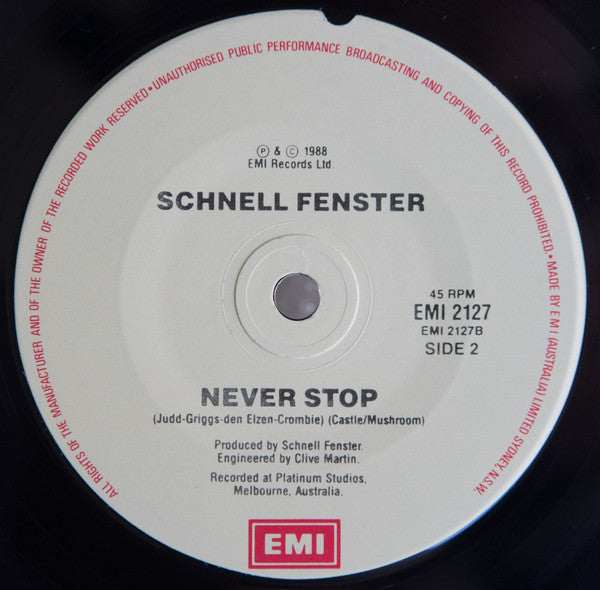 ALL RIGHTS OF THE MANUFACTURER AND OF THE OWNER OF THE RECORDED WORK RESERVED • UNAUTHORISED PUBLIC PERFORMANCE BROADCASTING AND COPYING OF THIS RECORD PROHIBITED. • MADE BY E M I (AUSTRALIA) LIMITED SYDNEY, N.S.W.
Ⓟ & © 1988
EMI Records Ltd.
SCHNELL FENSTER
45 RPM
EMI 2127
EMI 2127B
SIDE 2
NEVER STOP
(Judd-Griggs-den Elzen-Crombie) (Castle/Mushroom)
Produced by Schnell Fenster.
Engineered by Clive Martin.
Recorded at Platinum Studios,
Melbourne, Australia.
EMI